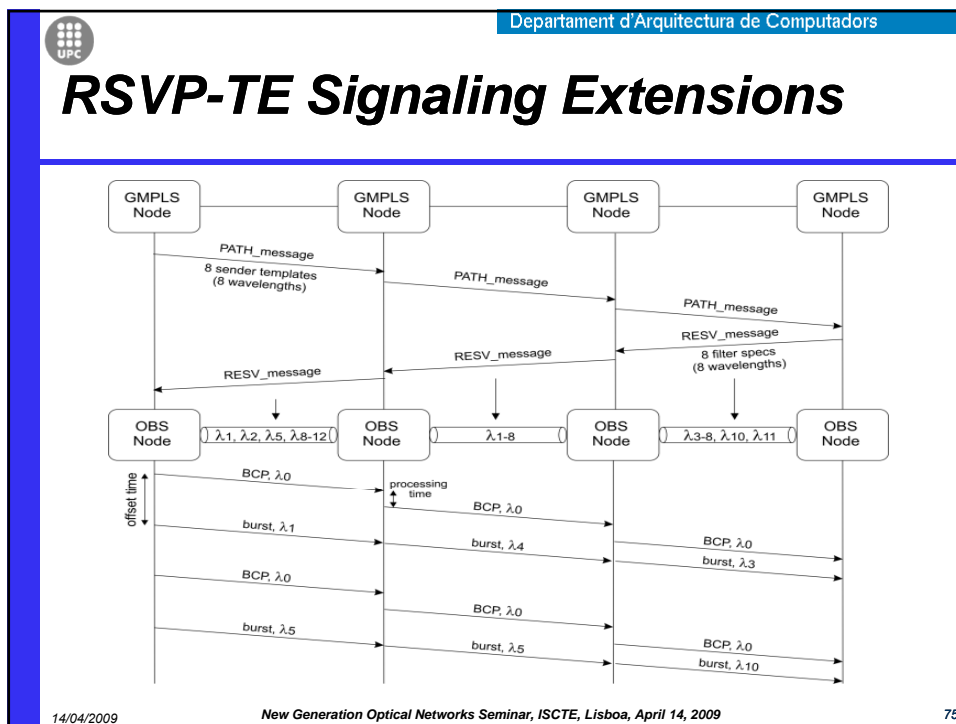 Departament d'Arquitectura de Computadors
UPC
RSVP-TE Signaling Extensions
GMPLS
Node
GMPLS
Node
GMPLS
Node
GMPLS
Node
PATH_message
8 sender templates
(8 wavelengths)
PATH_message
PATH_message
RESV_message
8 filter specs
(8 wavelengths)
RESV_message
RESV_message
OBS
Node
λ1, λ2, λ5, λ8-12
OBS
Node
λ1-8
OBS
Node
λ3-8, λ10, λ11
OBS
Node
offset time
BCP, λ0
processing
time
BCP, λ0
burst, λ1
burst, λ4
BCP, λ0
burst, λ3
BCP, λ0
BCP, λ0
burst, λ5
burst, λ5
BCP, λ0
burst, λ10
14/04/2009
New Generation Optical Networks Seminar, ISCTE, Lisboa, April 14, 2009
75